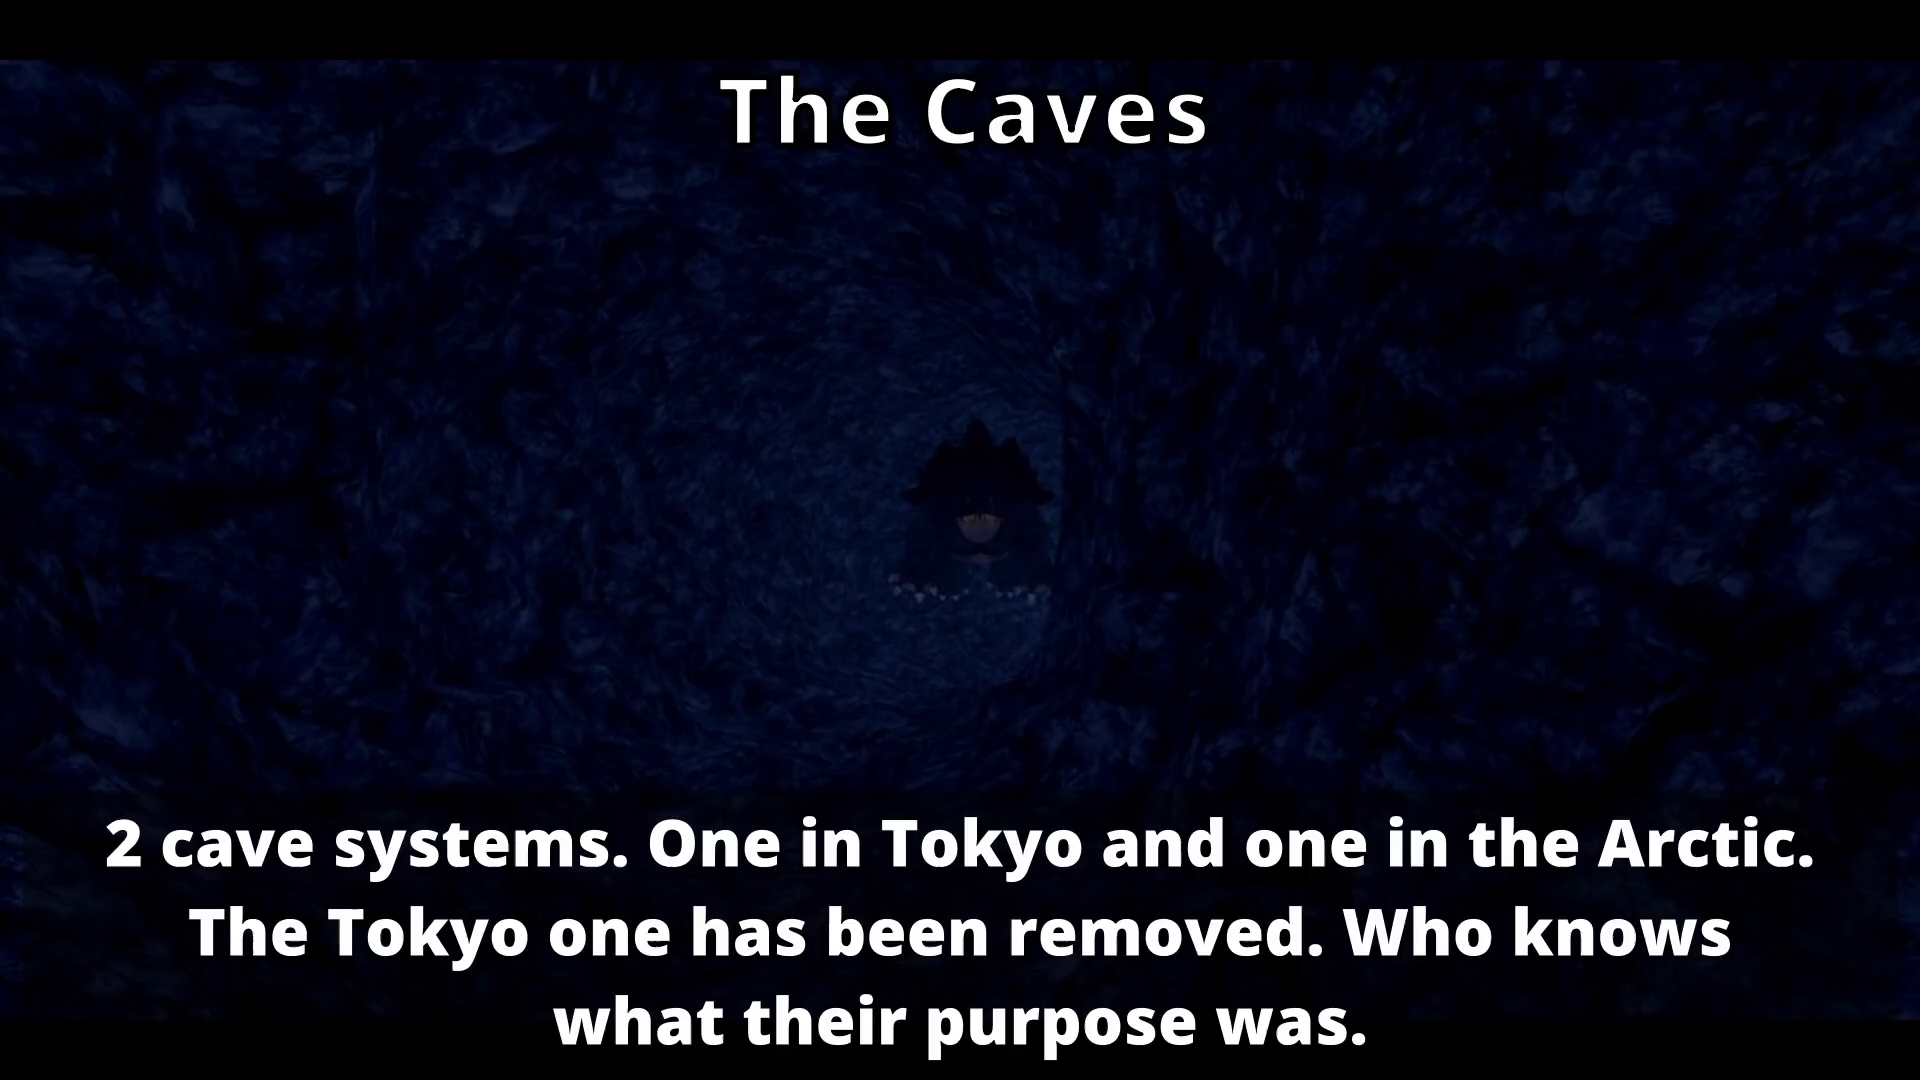 The Caves
2 cave systems. One in Tokyo and one in the Arctic.
The Tokyo one has been removed. Who knows
what their purpose was.